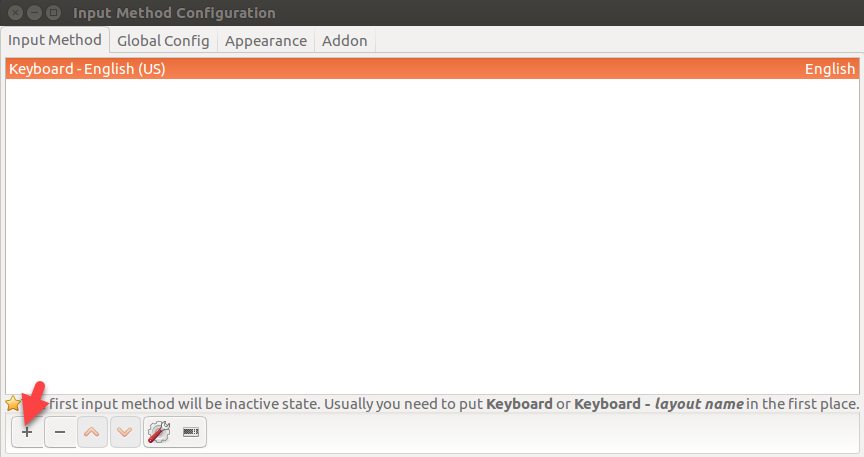 Input Method Configuration
Input Method Global Config Appearance Addon
Keyboard - English (US) English
first input method will be inactive state. Usually you need to put Keyboard or Keyboard - layout name in the first place.